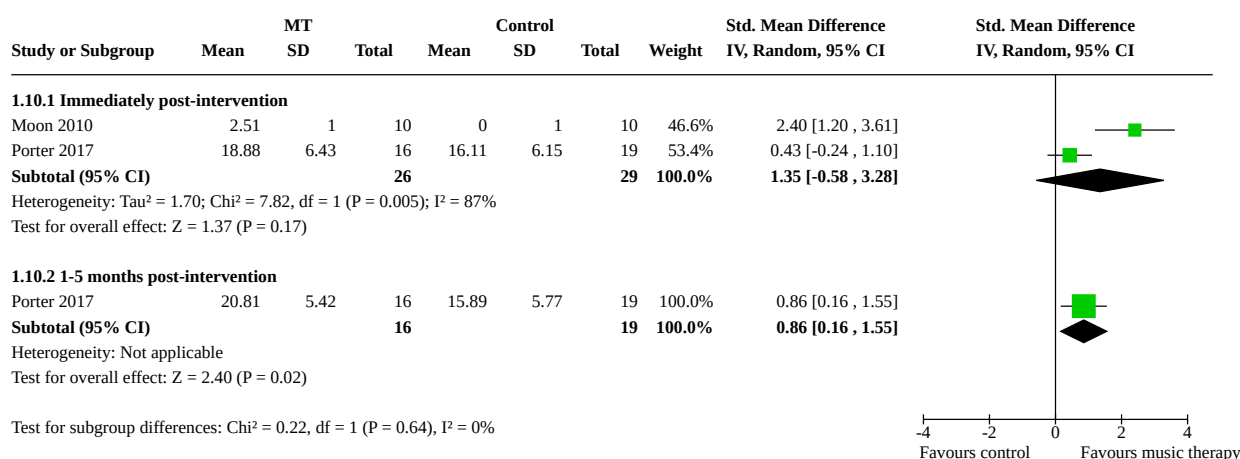 MT Control Std. Mean Difference Std. Mean Difference
Study or Subgroup Mean SD Total Mean SD Total Weight IV, Random, 95% CI IV, Random, 95% CI
1.10.1 Immediately post-intervention
Moon 2010 2.51 1 10 0 1 10 46.6% 2.40 [1.20 , 3.61]
Porter 2017 18.88 6.43 16 16.11 6.15 19 53.4% 0.43 [-0.24 , 1.10]
Subtotal (95% CI) 26 29 100.0% 1.35 [-0.58 , 3.28]
Heterogeneity: Tau² = 1.70; Chi² = 7.82, df = 1 (P = 0.005); I² = 87%
Test for overall effect: Z = 1.37 (P = 0.17)
1.10.2 1-5 months post-intervention
Porter 2017 20.81 5.42 16 15.89 5.77 19 100.0% 0.86 [0.16 , 1.55]
Subtotal (95% CI) 16 19 100.0% 0.86 [0.16 , 1.55]
Heterogeneity: Not applicable
Test for overall effect: Z = 2.40 (P = 0.02)
Test for subgroup differences: Chi² = 0.22, df = 1 (P = 0.64), I² = 0%
-4 -2 0 2 4
Favours control Favours music therapy